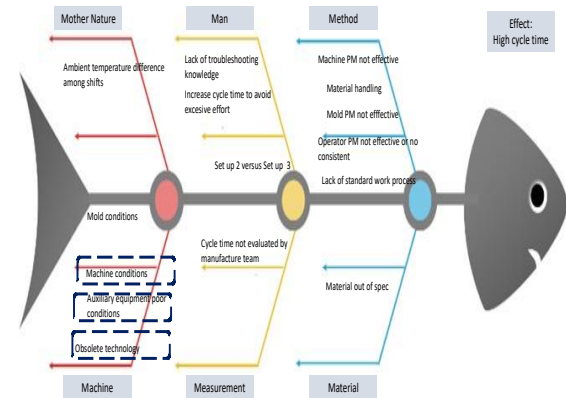 Mother Nature
Man
Method
Effect:
High cycle time
Ambient temperature difference
among shifts
Lack of troubleshooting
knowledge
Increase cycle time to avoid
excesive effort
Set up 2 versus Set up 3
Machine PM not effective
Material handling
Mold PM not efffective
Operator PM not effective or no
consistent
Lack of standard work process
Mold conditions
Machine conditions
Auxiliary equipment poor
conditions
Obsolete technology
Cycle time not evaluated by
manufacture team
Material out of spec
Machine
Measurement
Material